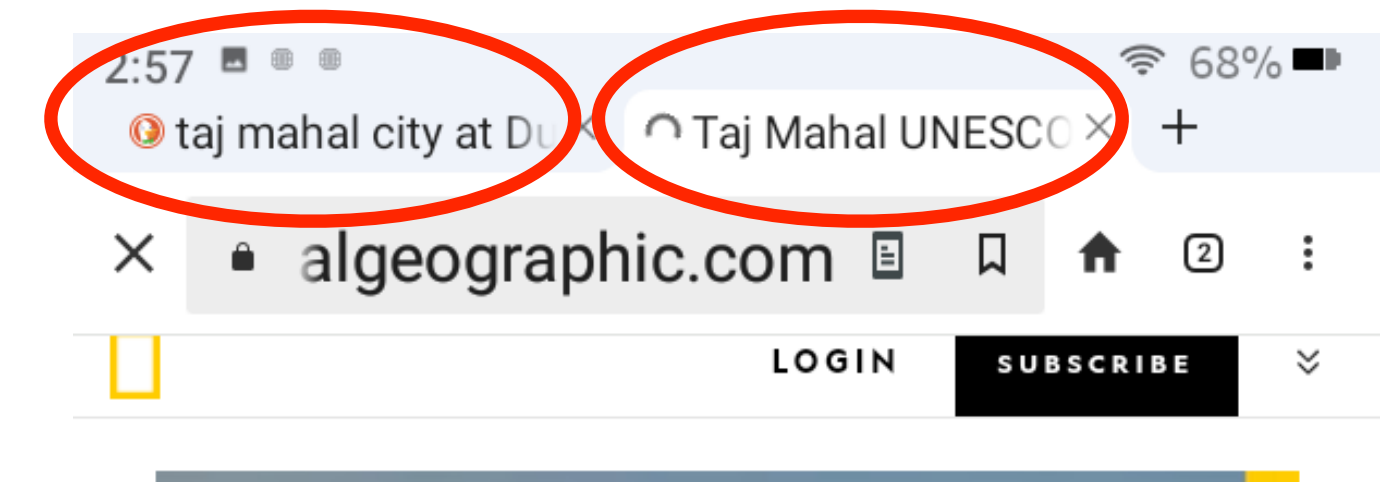 2:57 68%
taj mahal city at Du Taj Mahal UNESCO
algeographic.com 2
LOGIN SUBSCRIBE